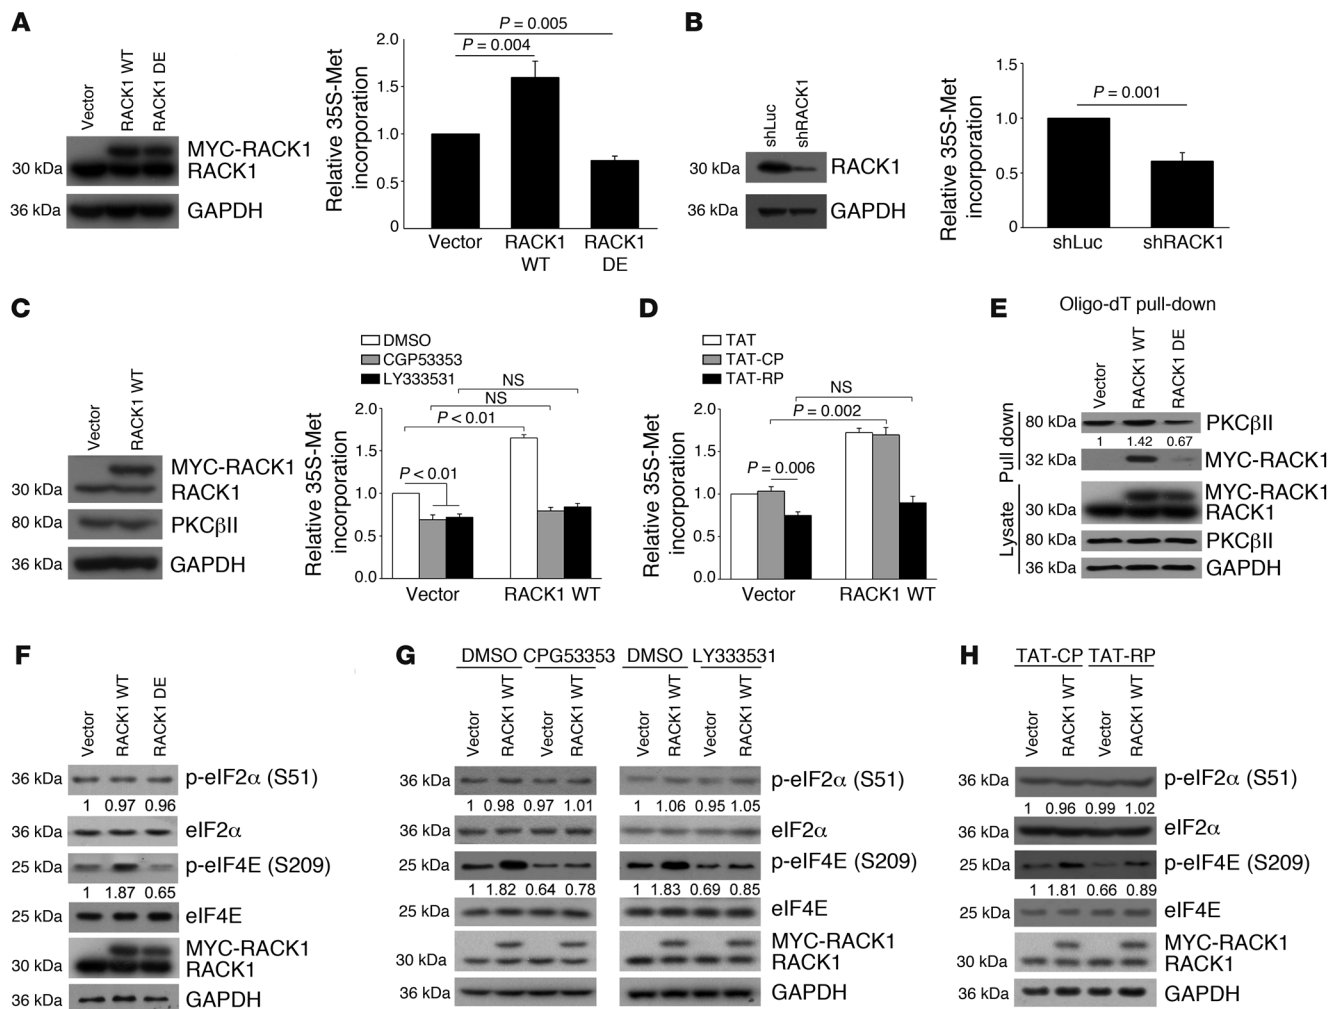 A
Vector
RACK1 WT
RACK1 DE
30 kDa
MYC-RACK1
RACK1
36 kDa
GAPDH
Relative 35S-Met
incorporation
2.0
1.0
0.5
0
P = 0.005
P = 0.004
Vector
RACK1
WT
RACK1
DE
B
shLuc
shRACK1
30 kDa
RACK1
36 kDa
GAPDH
Relative 35S-Met
incorporation
1.5
1.0
0.5
0
P = 0.001
shLuc
shRACK1
C
Vector
RACK1 WT
MYC-RACK1
30 kDa
RACK1
80 kDa
PKCβII
36 kDa
GAPDH
DMSO
CGP53353
LY333531
Relative 35S-Met
incorporation
2.0
1.5
1.0
0.5
0.0
NS
NS
P < 0.01
P < 0.01
Vector
RACK1 WT
D
TAT
TAT-CP
TAT-RP
Relative 35S-Met
incorporation
2.0
1.5
1.0
0.5
0.0
NS
P = 0.002
P = 0.006
Vector
RACK1 WT
E
Oligo-dT pull-down
Vector
RACK1 WT
RACK1 DE
Pull down
80 kDa
PKCβII
1 1.42 0.67
32 kDa
MYC-RACK1
Lysate
MYC-RACK1
30 kDa
RACK1
80 kDa
PKCβII
36 kDa
GAPDH
F
Vector
RACK1 WT
RACK1 DE
36 kDa
p-eIF2α (S51)
1 0.97 0.96
36 kDa
eIF2α
25 kDa
p-eIF4E (S209)
1 1.87 0.65
25 kDa
eIF4E
MYC-RACK1
30 kDa
RACK1
36 kDa
GAPDH
G
DMSO CPG53353 DMSO LY333531
Vector
RACK1 WT
Vector
RACK1 WT
Vector
RACK1 WT
Vector
RACK1 WT
36 kDa
p-eIF2α (S51)
1 0.98 0.97 1.01 1 1.06 0.95 1.05
36 kDa
eIF2α
25 kDa
p-eIF4E (S209)
1 1.82 0.64 0.78 1 1.83 0.69 0.85
25 kDa
eIF4E
MYC-RACK1
30 kDa
RACK1
36 kDa
GAPDH
H
TAT-CP TAT-RP
Vector
RACK1 WT
Vector
RACK1 WT
36 kDa
p-eIF2α (S51)
1 0.96 0.99 1.02
36 kDa
eIF2α
25 kDa
p-eIF4E (S209)
1 1.81 0.66 0.89
25 kDa
eIF4E
MYC-RACK1
30 kDa
RACK1
36 kDa
GAPDH